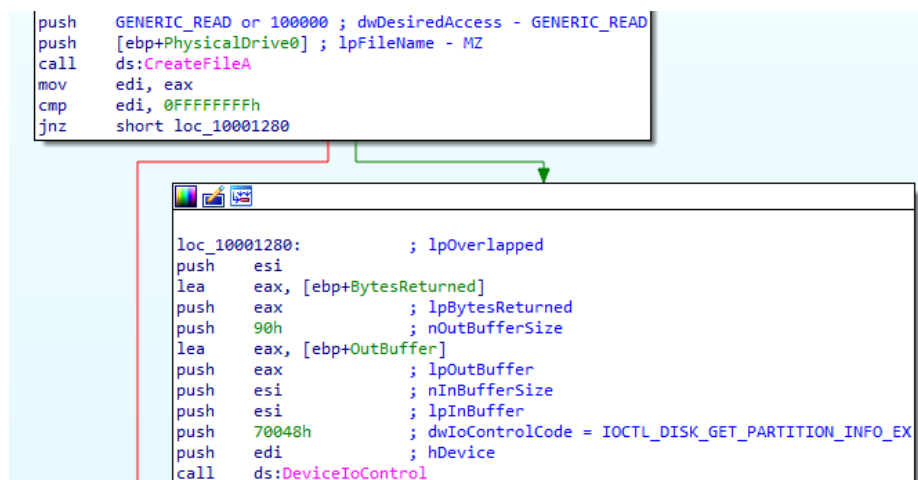 push    GENERIC_READ or 100000 ; dwDesiredAccess - GENERIC_READ
push    [ebp+PhysicalDrive0] ; lpFileName - MZ
call    ds:CreateFileA
mov     edi, eax
cmp     edi, 0FFFFFFFFh
jnz     short loc_10001280
loc_10001280:           ; lpOverlapped
push    esi
lea     eax, [ebp+BytesReturned]
push    eax             ; lpBytesReturned
push    90h             ; nOutBufferSize
lea     eax, [ebp+OutBuffer]
push    eax             ; lpOutBuffer
push    esi             ; nInBufferSize
push    esi             ; lpInBuffer
push    70048h          ; dwIoControlCode = IOCTL_DISK_GET_PARTITION_INFO_EX
push    edi             ; hDevice
call    ds:DeviceIoControl